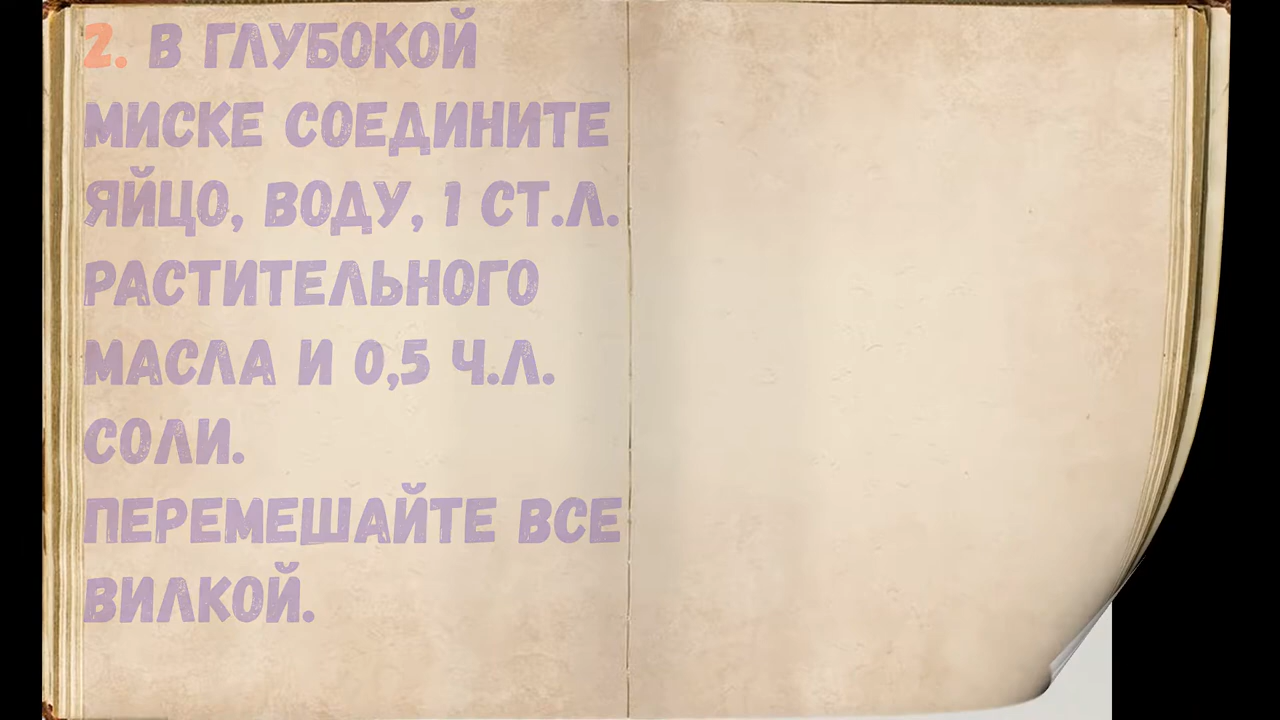 2. В ГЛУБОКОЙ
МИСКЕ СОЕДИНИТЕ
ЯЙЦО, ВОДУ, 1 СТ.Л.
РАСТИТЕЛЬНОГО
МАСЛА И 0,5 Ч.Л.
СОЛИ.
ПЕРЕМЕШАЙТЕ ВСЕ
ВИЛКОЙ.